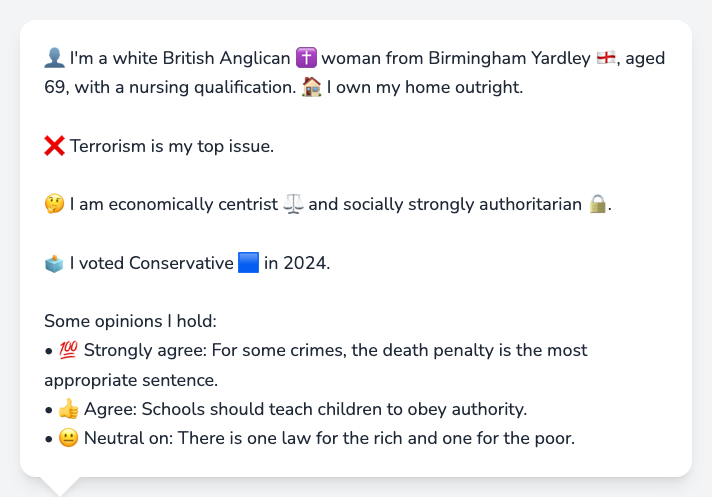 👤 I'm a white British Anglican ✝️ woman from Birmingham Yardley 🏴󠁧󠁢󠁥󠁮󠁧󠁿, aged
69, with a nursing qualification. 🏠 I own my home outright.
❌ Terrorism is my top issue.
🤔 I am economically centrist ⚖️ and socially strongly authoritarian 🔒.
🗳️ I voted Conservative 🟦 in 2024.
Some opinions I hold:
• 💯 Strongly agree: For some crimes, the death penalty is the most
appropriate sentence.
• 👍 Agree: Schools should teach children to obey authority.
• 😐 Neutral on: There is one law for the rich and one for the poor.